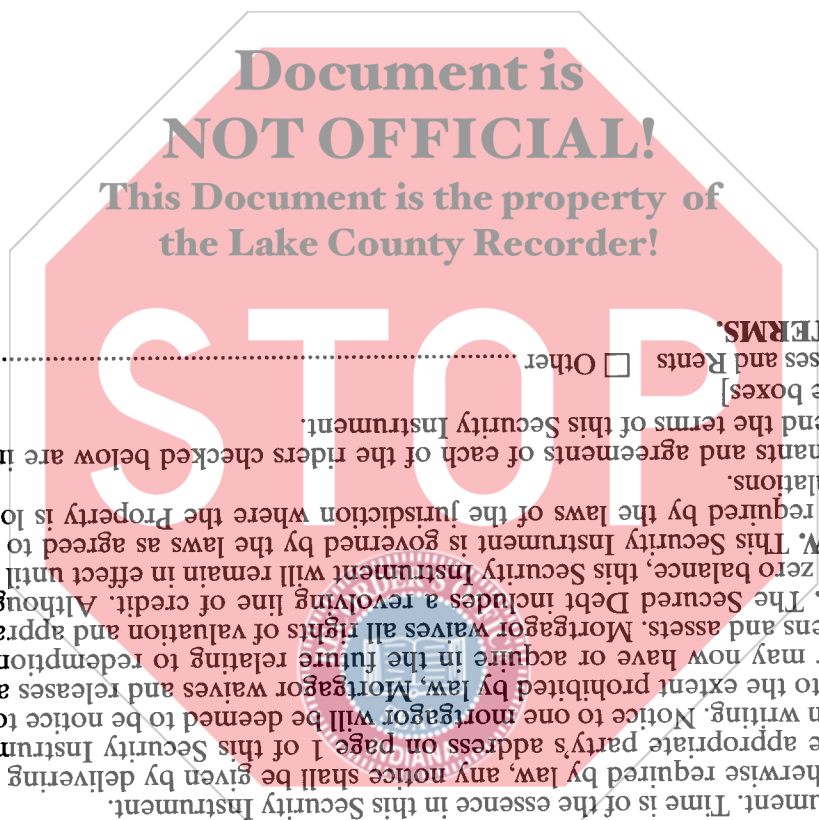 Document is
NOT OFFICIAL!
This Document is the property of
the Lake County Recorder!
STOP
ument. Time is of the essence in this Security Instrument.
herwise required by law, any notice shall be given by delivering
e appropriate party's address on page 1 of this Security Instrum
n writing. Notice to one mortgagor will be deemed to be notice to
to the extent prohibited by law, Mortgagor waives and releases a
r may now have or acquire in the future relating to redemption
ens and assets. Mortgagor waives all rights of valuation and appra
. The Secured Debt includes a revolving line of credit. Althoug
zero balance, this Security Instrument will remain in effect until
W. This Security Instrument is governed by the laws as agreed to
required by the laws of the jurisdiction where the Property is lo
ulations.
nants and agreements of each of the riders checked below are in
end the terms of this Security Instrument.
e boxes]
ses and Rents ☐ Other ........................................
TERMS.